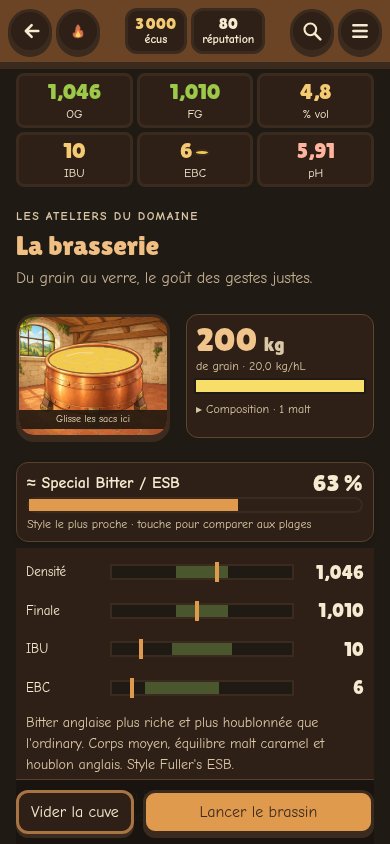 3 000
écus
80
réputation
1,046
OG
1,010
FG
4,8
% vol
10
IBU
6
EBC
5,91
pH
LES ATELIERS DU DOMAINE
La brasserie
Du grain au verre, le goût des gestes justes.
Glisse les sacs ici
200 kg
de grain · 20,0 kg/hL
▸ Composition · 1 malt
≈ Special Bitter / ESB
63 %
Style le plus proche · touche pour comparer aux plages
Densité
1,046
Finale
1,010
IBU
10
EBC
6
Bitter anglaise plus riche et plus houblonnée que
l'ordinary. Corps moyen, équilibre malt caramel et
houblon anglais. Style Fuller's ESB.
Vider la cuve
Lancer le brassin